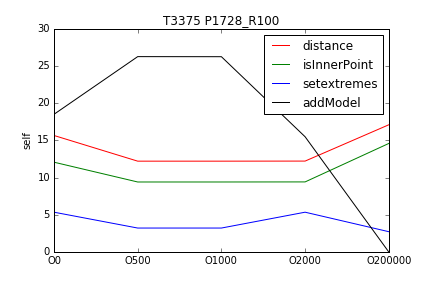 T3375 P1728_R100
30
25
20
15
10
5
0
self
distance
isInnerPoint
setextremes
addModel
O0 O500 O1000 O2000 O200000